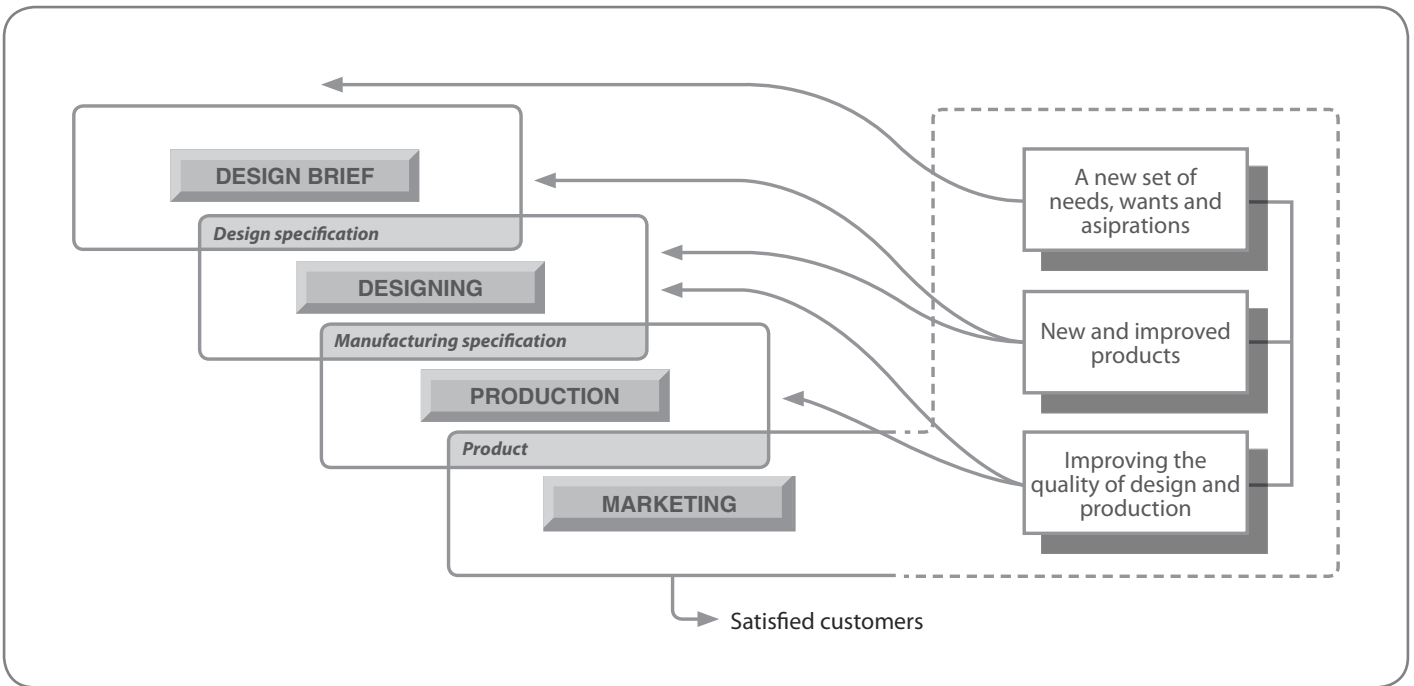 DESIGN BRIEF
Design specification
DESIGNING
Manufacturing specification
PRODUCTION
Product
MARKETING
Satisfied customers
A new set of
needs, wants and
asiprations
New and improved
products
Improving the
quality of design and
production